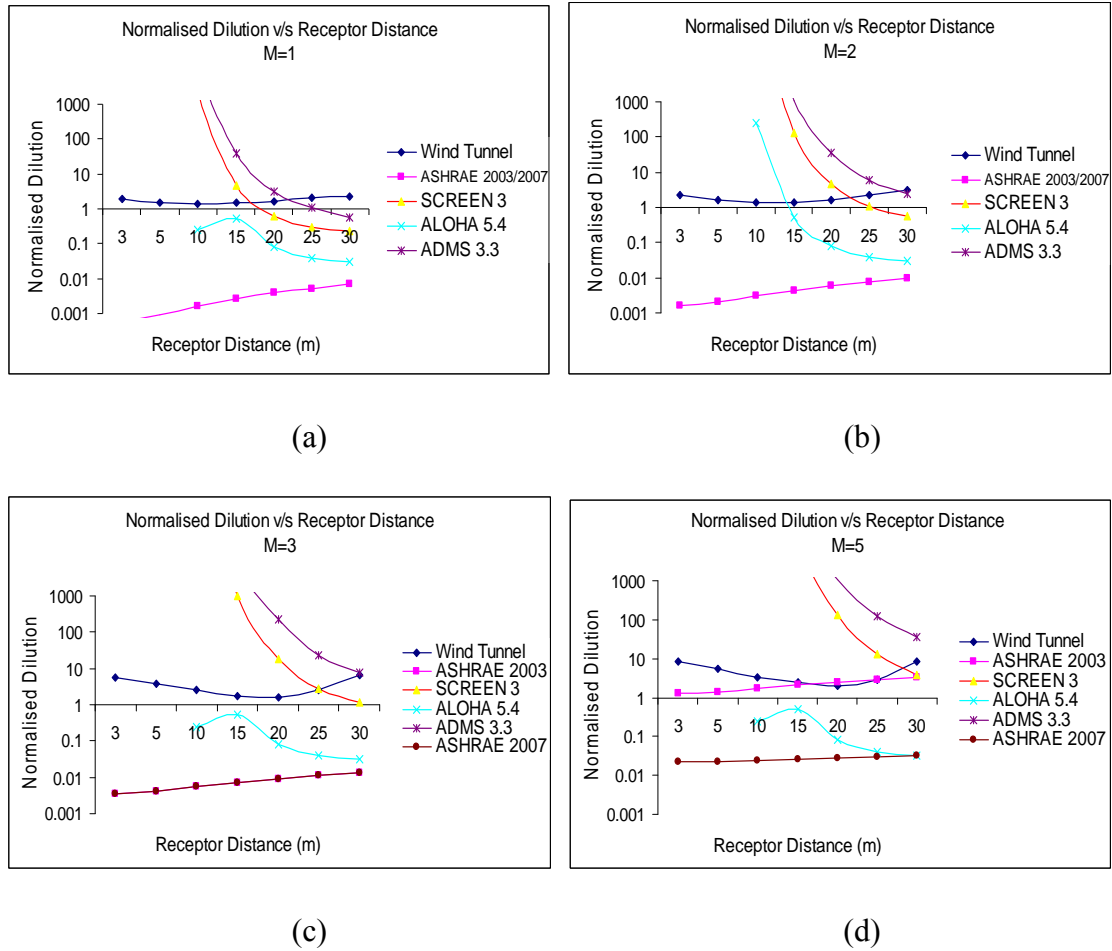 Normalised Dilution v/s Receptor Distance
M=1
Normalised Dilution
1000
100
10
1
0.1
0.01
0.001
3 5 10 15 20 25 30
Receptor Distance (m)
Wind Tunnel
ASHRAE 2003/2007
SCREEN 3
ALOHA 5.4
ADMS 3.3
(a)
Normalised Dilution v/s Receptor Distance
M=2
Normalised Dilution
1000
100
10
1
0.1
0.01
0.001
3 5 10 15 20 25 30
Receptor Distance (m)
Wind Tunnel
ASHRAE 2003/2007
SCREEN 3
ALOHA 5.4
ADMS 3.3
(b)
Normalised Dilution v/s Receptor Distance
M=3
Normalised Dilution
1000
100
10
1
0.1
0.01
0.001
3 5 10 15 20 25 30
Receptor Distance (m)
Wind Tunnel
ASHRAE 2003
SCREEN 3
ALOHA 5.4
ADMS 3.3
ASHRAE 2007
(c)
Normalised Dilution v/s Receptor Distance
M=5
Normalised Dilution
1000
100
10
1
0.1
0.01
0.001
3 5 10 15 20 25 30
Receptor Distance (m)
Wind Tunnel
ASHRAE 2003
SCREEN 3
ALOHA 5.4
ADMS 3.3
ASHRAE 2007
(d)